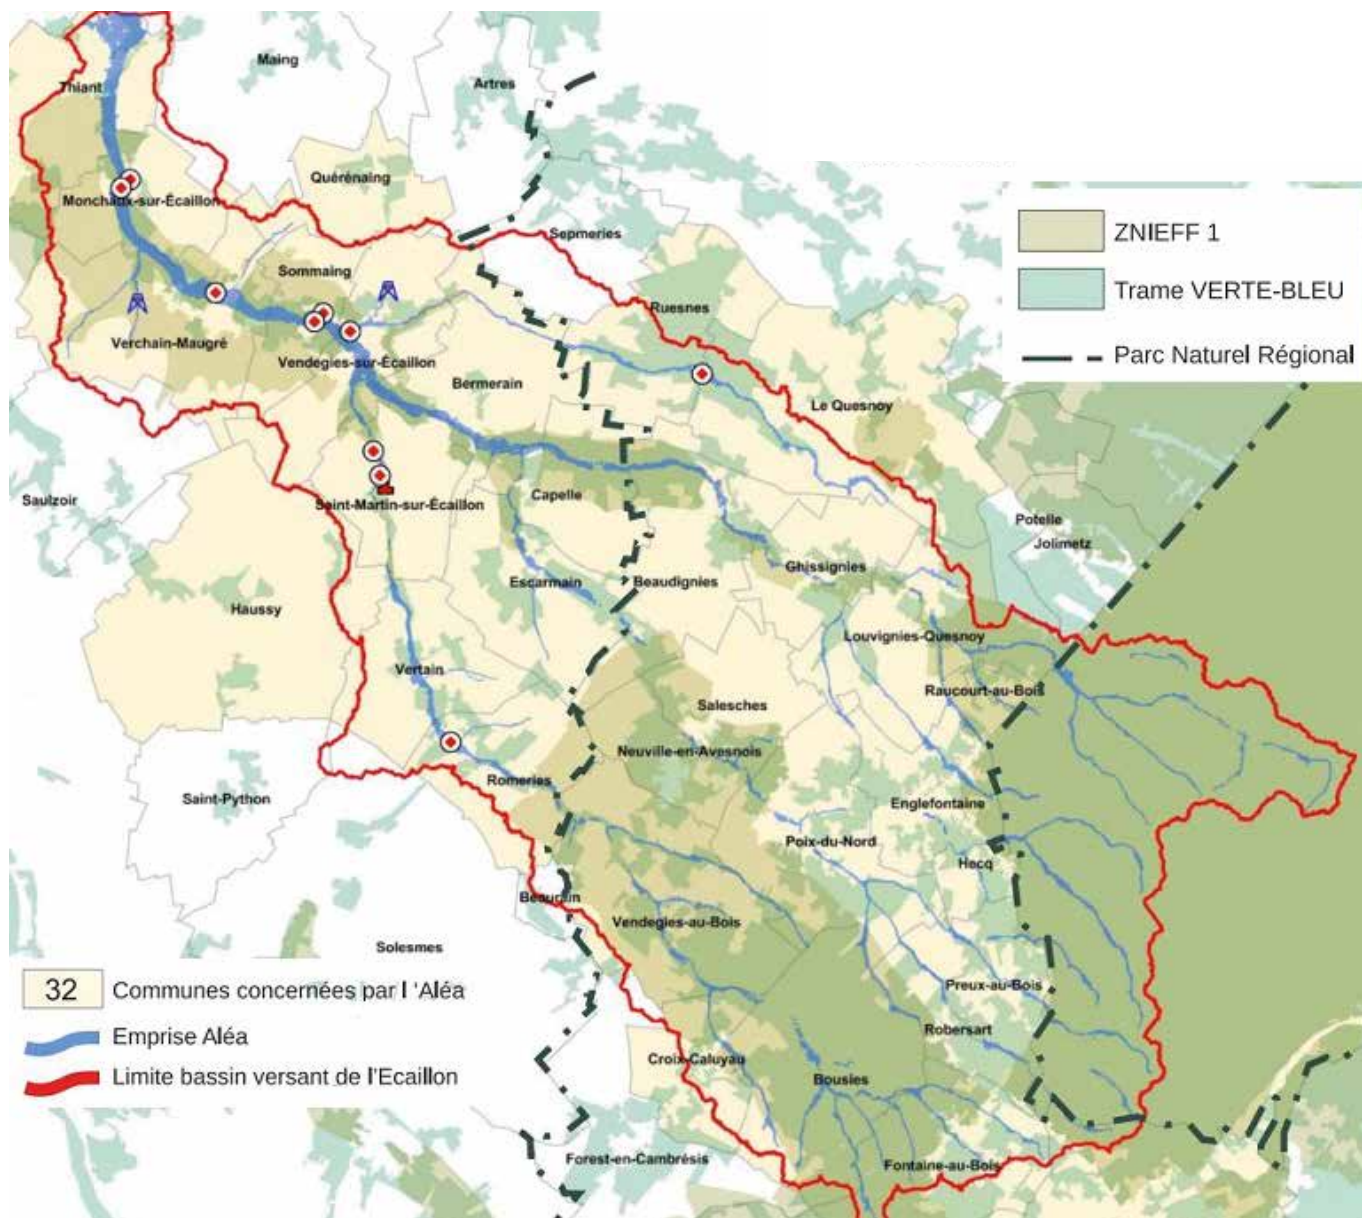 Maing
Artres
Thiant
Quérénaing
Monchaux-sur-Écaillon
Sepmeries
ZNIEFF 1
Sommaing
Trame VERTE-BLEU
Ruesnes
Verchain-Maugré
Parc Naturel Régional
Vendegies-sur-Écaillon
Bermerain
Le Quesnoy
Saulzoir
Capelle
Saint-Martin-sur-Écaillon
Potelle
Jolimetz
Ghissignies
Escarmain
Beaudignies
Haussy
Louvignies-Quesnoy
Vertain
Raucourt-au-Bois
Salesches
Neuville-en-Avesnois
Romeries
Saint-Python
Englefontaine
Poix-du-Nord
Hecq
Beaurain
Vendegies-au-Bois
Solesmes
32 Communes concernées par l 'Aléa
Preux-au-Bois
Emprise Aléa
Robersart
Croix-Caluyau
Limite bassin versant de l'Ecaillon
Bousies
Forest-en-Cambrésis
Fontaine-au-Bois